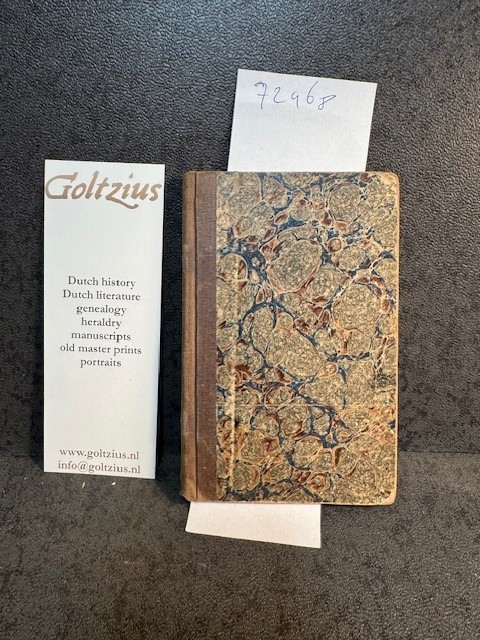 72468
Goltzius
Dutch history
Dutch literature
genealogy
heraldry
manuscripts
old master prints
portraits
www.goltzius.nl
info@goltzius.nl